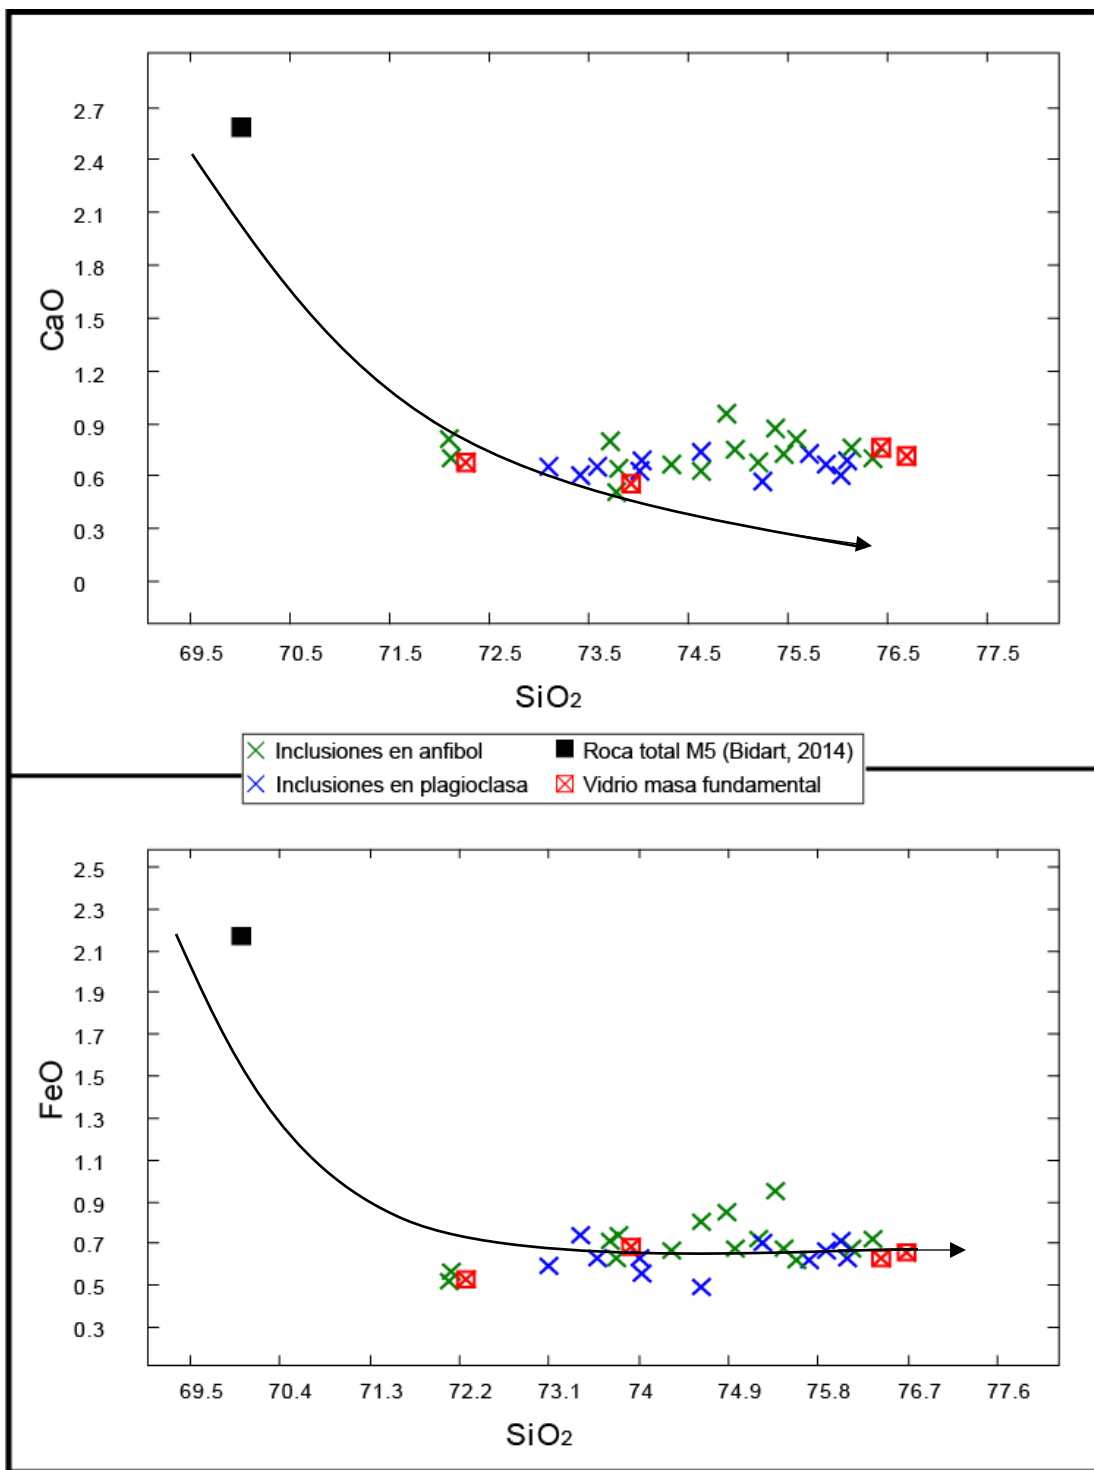 2.7
2.4
2.1
1.8
1.5
1.2
0.9
0.6
0.3
0
CaO
69.5 70.5 71.5 72.5 73.5 74.5 75.5 76.5 77.5
SiO2
Inclusiones en anfibol Roca total M5 (Bidart, 2014)
Inclusiones en plagioclasa Vidrio masa fundamental
2.5
2.3
2.1
1.9
1.7
1.5
1.3
1.1
0.9
0.7
0.5
0.3
FeO
69.5 70.4 71.3 72.2 73.1 74 74.9 75.8 76.7 77.6
SiO2